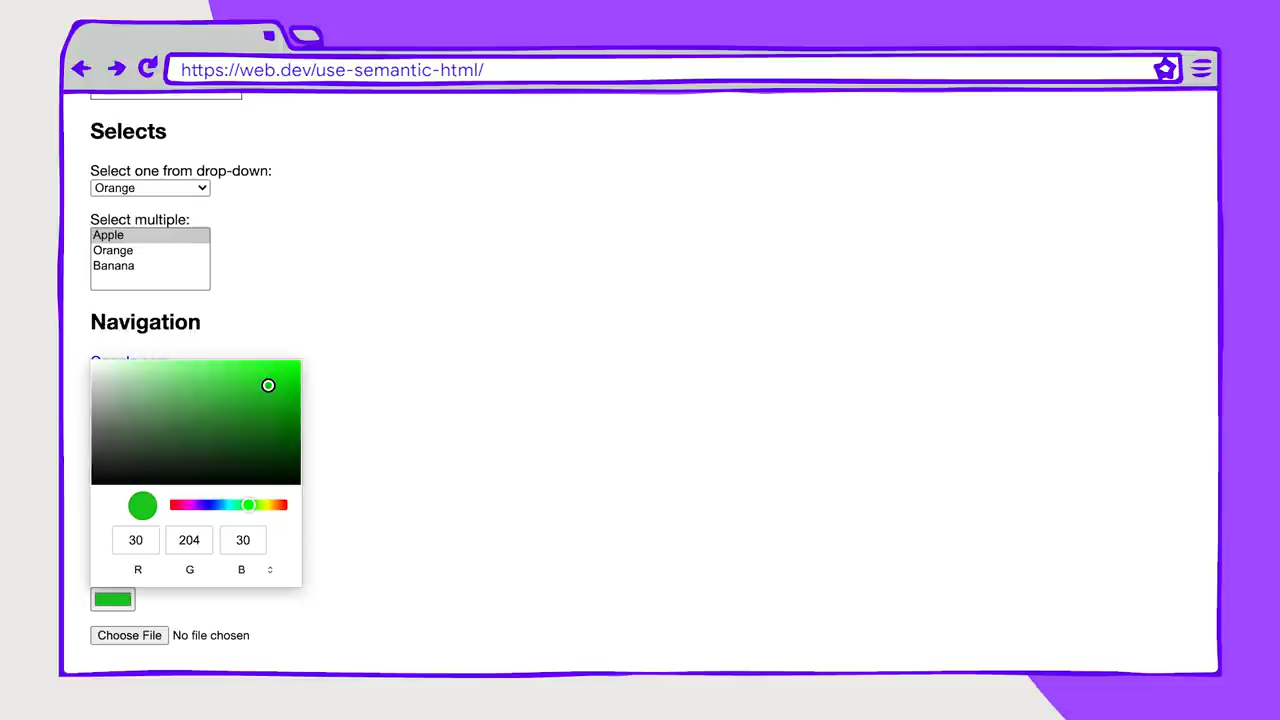 https://web.dev/use-semantic-html/
Selects
Select one from drop-down:
Orange
Select multiple:
Apple
Orange
Banana
Navigation
30 204 30
R G B
Choose File No file chosen